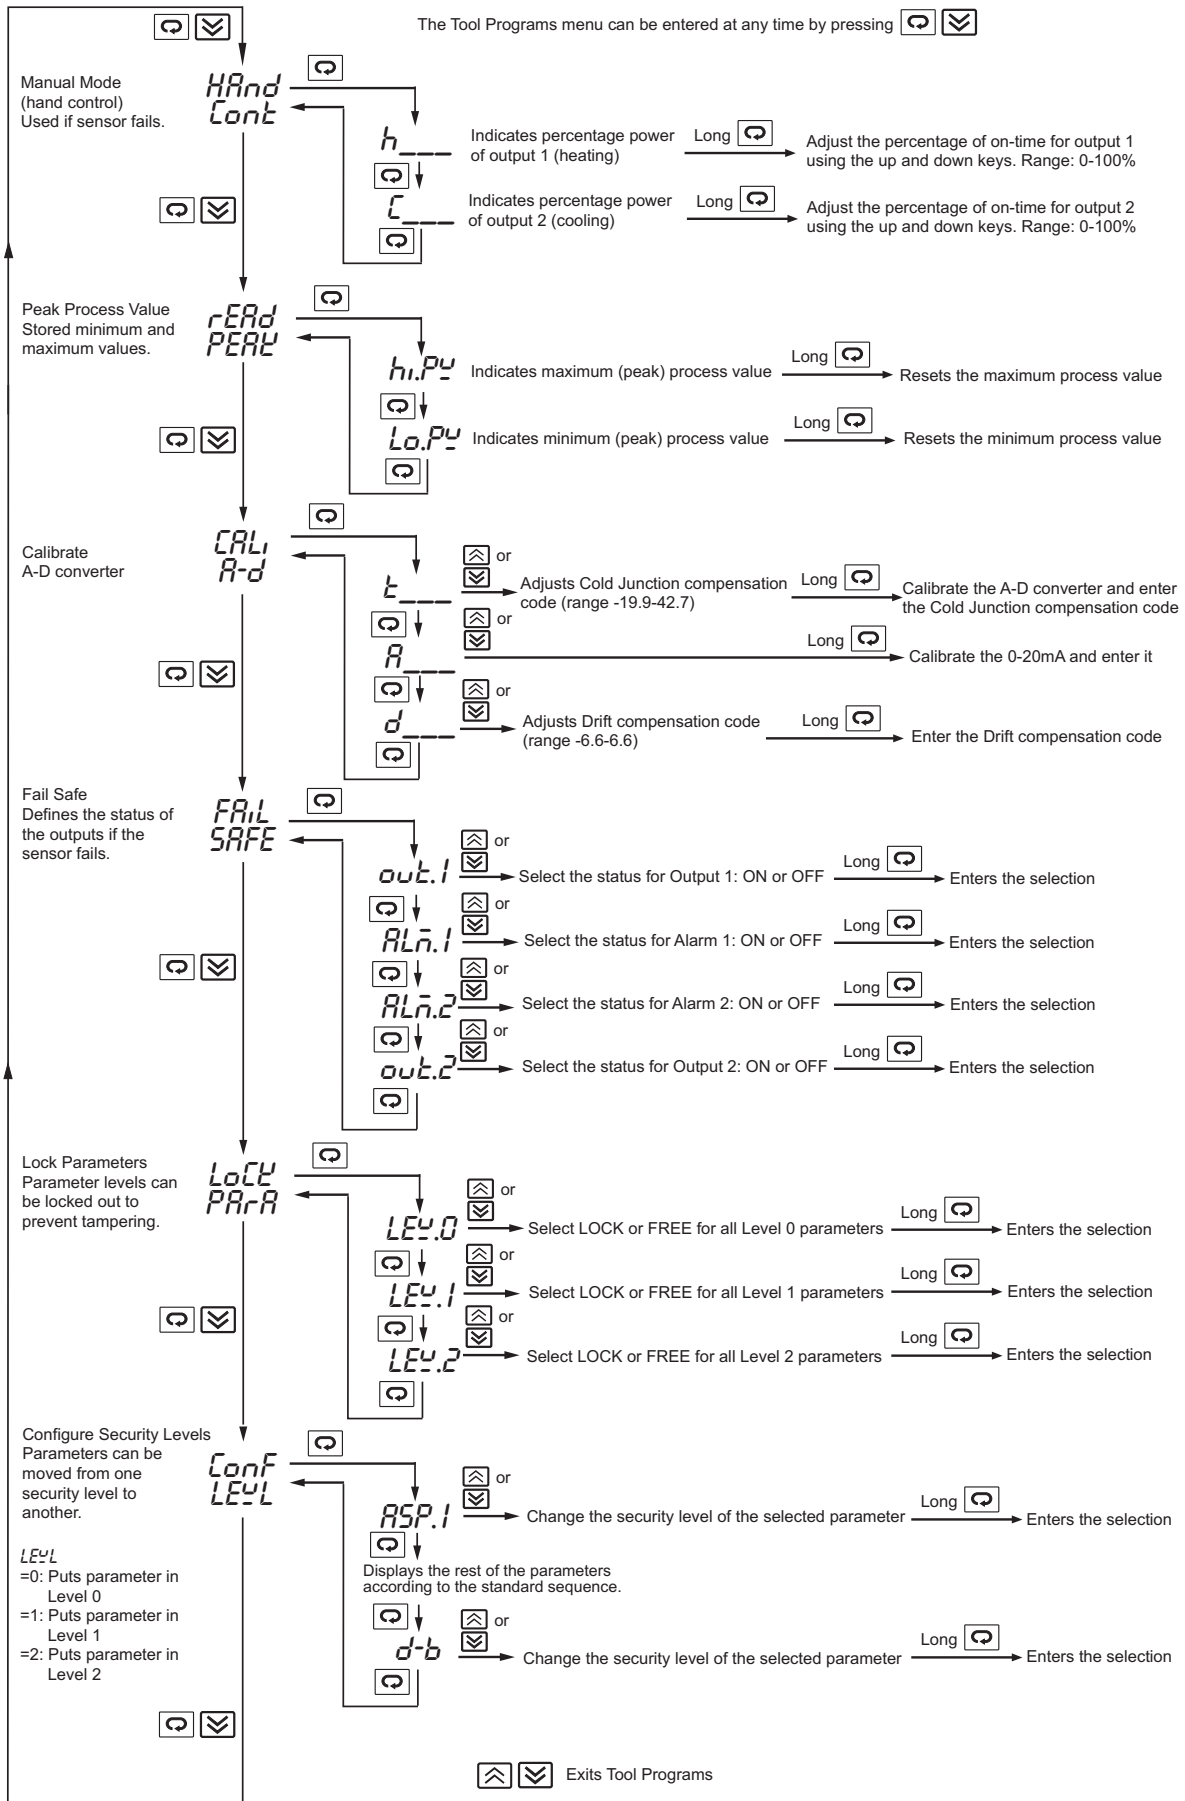 The Tool Programs menu can be entered at any time by pressing
Manual Mode
(hand control)
Used if sensor fails.
HAnd
Cont
h___
Indicates percentage power
of output 1 (heating)
Long
Adjust the percentage of on-time for output 1
using the up and down keys. Range: 0-100%
C___
Indicates percentage power
of output 2 (cooling)
Long
Adjust the percentage of on-time for output 2
using the up and down keys. Range: 0-100%
Peak Process Value
Stored minimum and
maximum values.
rEAd
PEAK
hi.PV
Indicates maximum (peak) process value
Long
Resets the maximum process value
Lo.PV
Indicates minimum (peak) process value
Long
Resets the minimum process value
Calibrate
A-D converter
CALi
A-d
t___
or
Adjusts Cold Junction compensation
code (range -19.9-42.7)
Long
Calibrate the A-D converter and enter
the Cold Junction compensation code
A___
or
Long
Calibrate the 0-20mA and enter it
d___
or
Adjusts Drift compensation code
(range -6.6-6.6)
Long
Enter the Drift compensation code
Fail Safe
Defines the status of
the outputs if the
sensor fails.
FAiL
SAFE
out.1
or
Select the status for Output 1: ON or OFF
Long
Enters the selection
ALM.1
or
Select the status for Alarm 1: ON or OFF
Long
Enters the selection
ALM.2
or
Select the status for Alarm 2: ON or OFF
Long
Enters the selection
out.2
or
Select the status for Output 2: ON or OFF
Long
Enters the selection
Lock Parameters
Parameter levels can
be locked out to
prevent tampering.
LoCK
PArA
LEV.0
or
Select LOCK or FREE for all Level 0 parameters
Long
Enters the selection
LEV.1
or
Select LOCK or FREE for all Level 1 parameters
Long
Enters the selection
LEV.2
or
Select LOCK or FREE for all Level 2 parameters
Long
Enters the selection
Configure Security Levels
Parameters can be
moved from one
security level to
another.
ConF
LEVL
ASP.1
or
Change the security level of the selected parameter
Long
Enters the selection
Displays the rest of the parameters
according to the standard sequence.
LEVL
=0: Puts parameter in
Level 0
=1: Puts parameter in
Level 1
=2: Puts parameter in
Level 2
d-b
or
Change the security level of the selected parameter
Long
Enters the selection
Exits Tool Programs